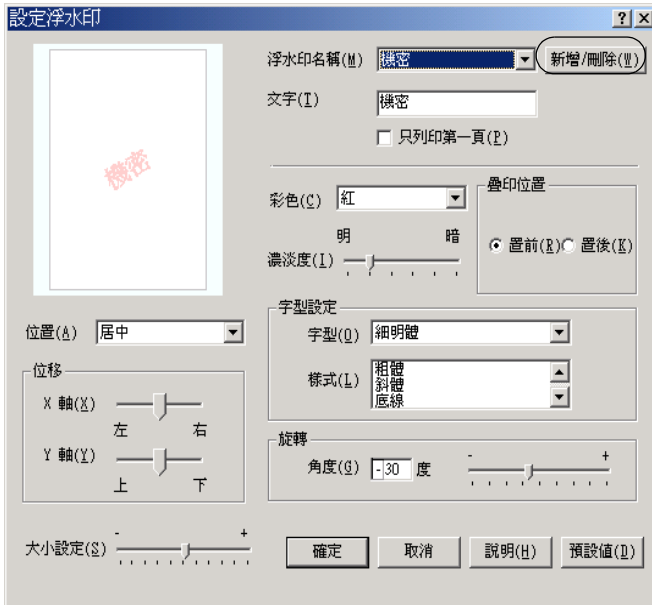 設定浮水印
機密
浮水印名稱(M) 機密 新增/刪除(W)
文字(T) 機密
只列印第一頁(P)
彩色(C) 紅
明 暗
濃淡度(I)
疊印位置
置前(R) 置後(K)
位置(A) 居中
位移
X 軸(X)
左 右
Y 軸(Y)
上 下
字型設定
字型(O) 細明體
樣式(L) 粗體
斜體
底線
旋轉
角度(G) -30 度
- +
大小設定(S) - +
確定 取消 說明(H) 預設值(D)